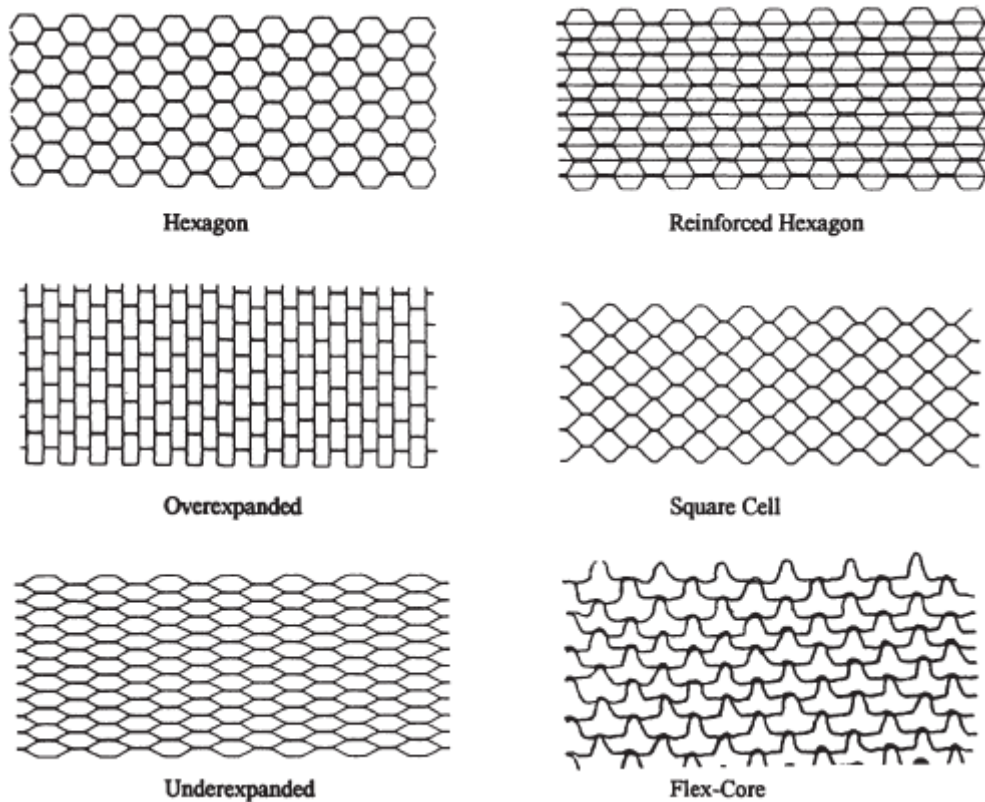 Hexagon
Reinforced Hexagon
Overexpanded
Square Cell
Underexpanded
Flex-Core